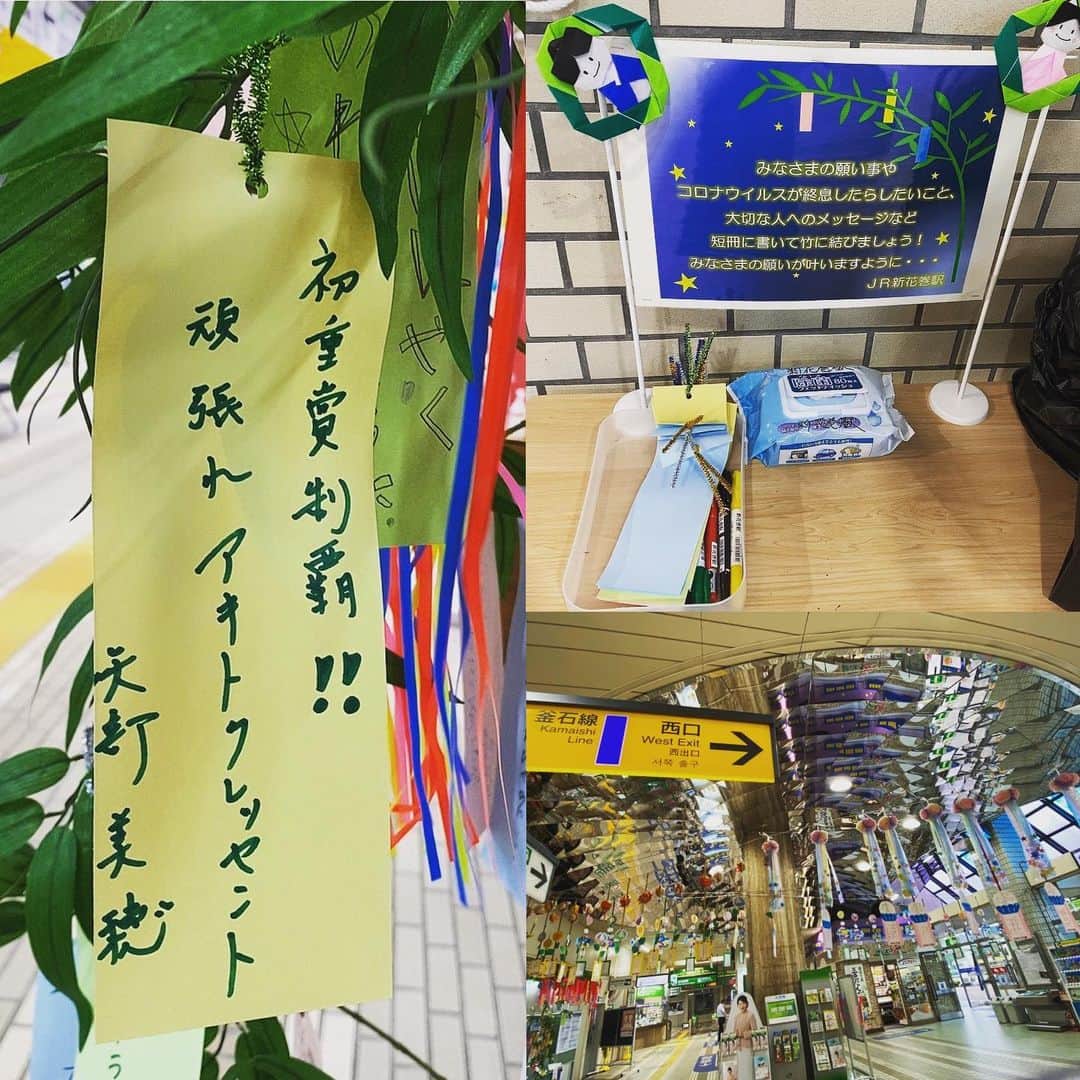 初重賞制覇!!
頑張れ アキトクレッセント
天野 美穂
みなさまの願い事や
コロナウイルスが終息したらしたいこと、
大切な人へのメッセージなど
短冊に書いて竹に結びましょう！
みなさまの願いが叶いますように・・・
JR新花巻駅
釜石線
Kamaishi
Line
西口
West Exit
西出口
서쪽 출구